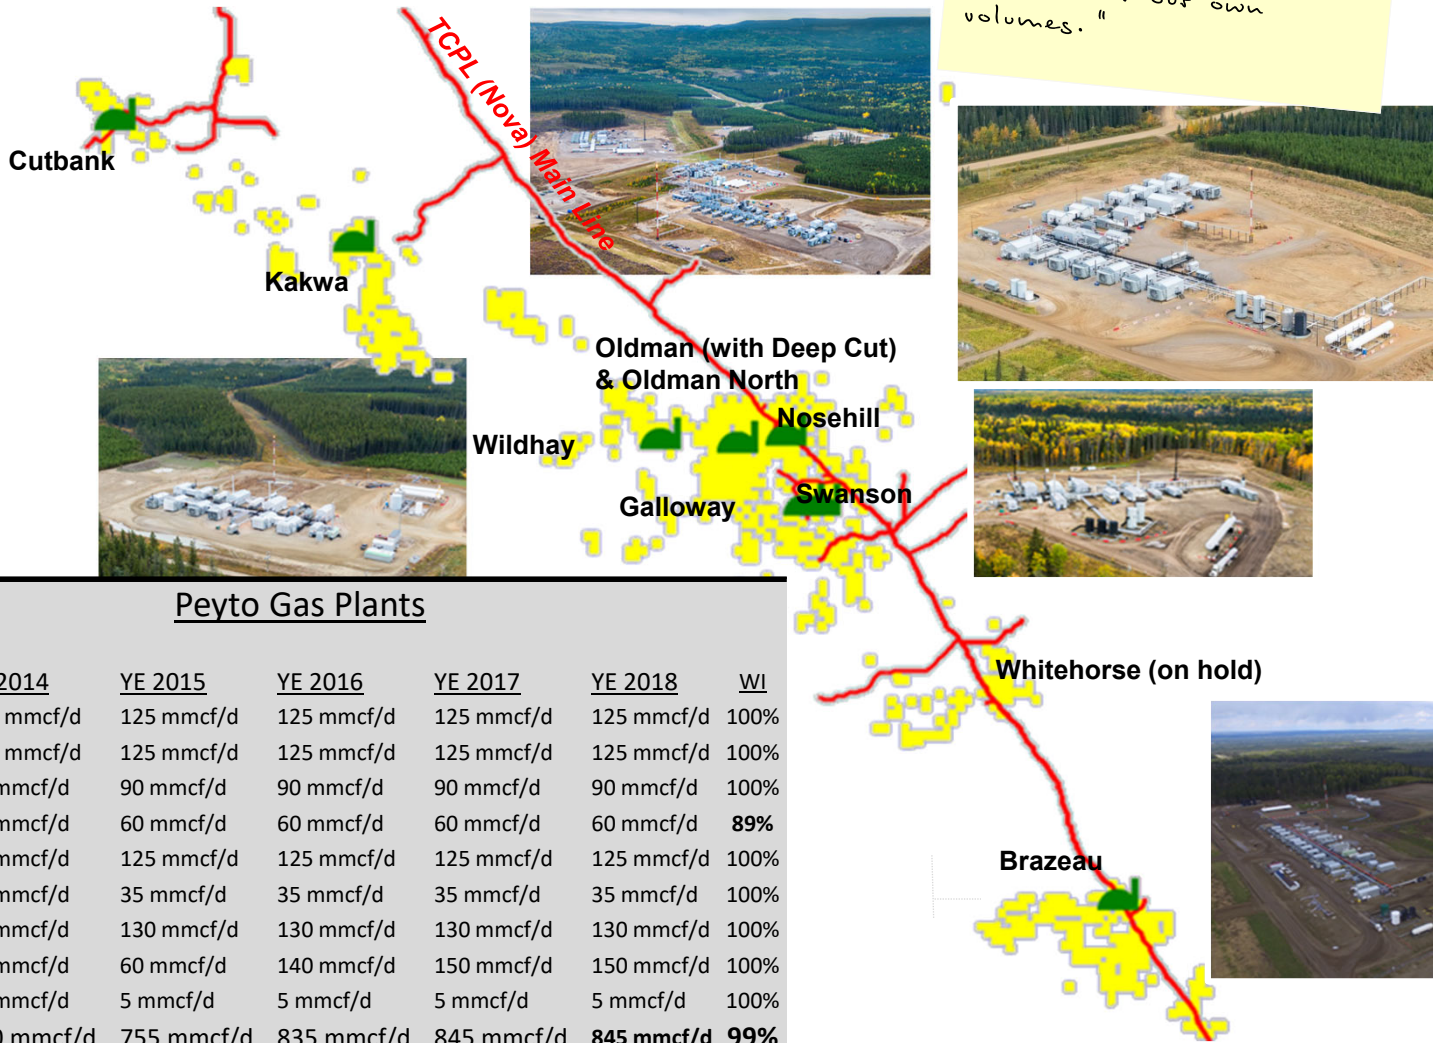 our own
volumes."
TCPL (Nova) Main Line
Cutbank
Kakwa
Oldman (with Deep Cut)
& Oldman North
Nosehill
Wildhay
Swanson
Galloway
Whitehorse (on hold)
Brazeau
Peyto Gas Plants
2014 YE 2015 YE 2016 YE 2017 YE 2018 WI
mmcf/d 125 mmcf/d 125 mmcf/d 125 mmcf/d 125 mmcf/d 100%
mmcf/d 125 mmcf/d 125 mmcf/d 125 mmcf/d 125 mmcf/d 100%
mmcf/d 90 mmcf/d 90 mmcf/d 90 mmcf/d 90 mmcf/d 100%
mmcf/d 60 mmcf/d 60 mmcf/d 60 mmcf/d 60 mmcf/d 89%
mmcf/d 125 mmcf/d 125 mmcf/d 125 mmcf/d 125 mmcf/d 100%
mmcf/d 35 mmcf/d 35 mmcf/d 35 mmcf/d 35 mmcf/d 100%
mmcf/d 130 mmcf/d 130 mmcf/d 130 mmcf/d 130 mmcf/d 100%
mmcf/d 60 mmcf/d 140 mmcf/d 150 mmcf/d 150 mmcf/d 100%
mmcf/d 5 mmcf/d 5 mmcf/d 5 mmcf/d 5 mmcf/d 100%
mmcf/d 755 mmcf/d 835 mmcf/d 845 mmcf/d 845 mmcf/d 99%